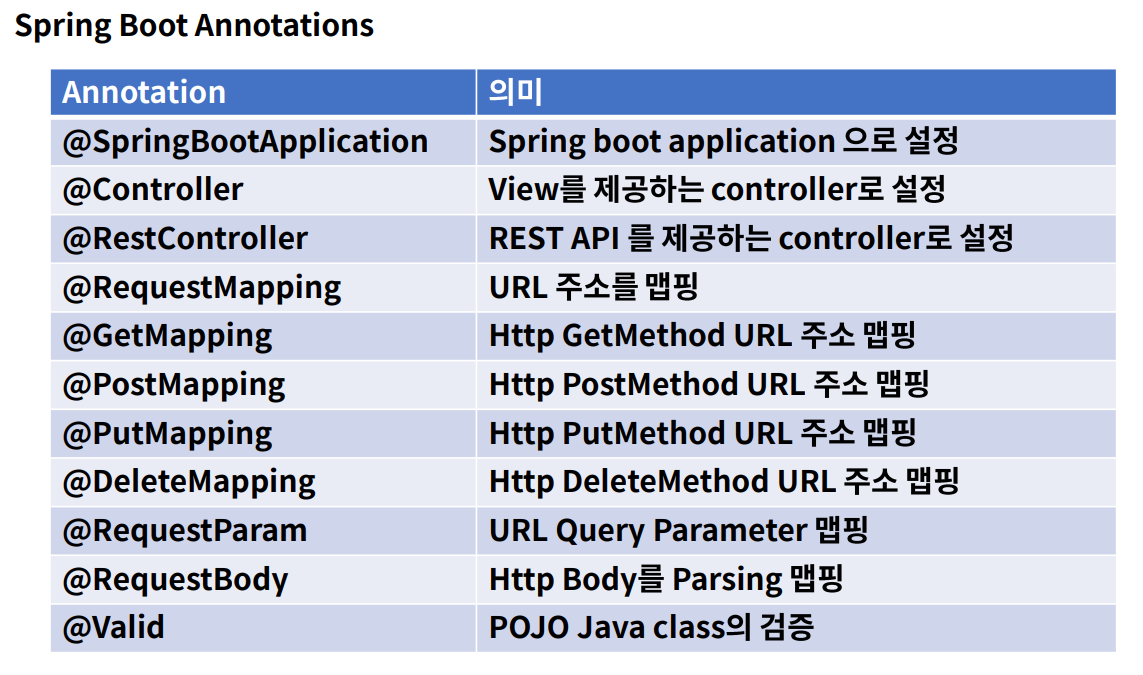 Spring Boot Annotations
Annotation 의미
@SpringBootApplication Spring boot application 으로 설정
@Controller View를 제공하는 controller로 설정
@RestController REST API 를 제공하는 controller로 설정
@RequestMapping URL 주소를 맵핑
@GetMapping Http GetMethod URL 주소 맵핑
@PostMapping Http PostMethod URL 주소 맵핑
@PutMapping Http PutMethod URL 주소 맵핑
@DeleteMapping Http DeleteMethod URL 주소 맵핑
@RequestParam URL Query Parameter 맵핑
@RequestBody Http Body를 Parsing 맵핑
@Valid POJO Java class의 검증